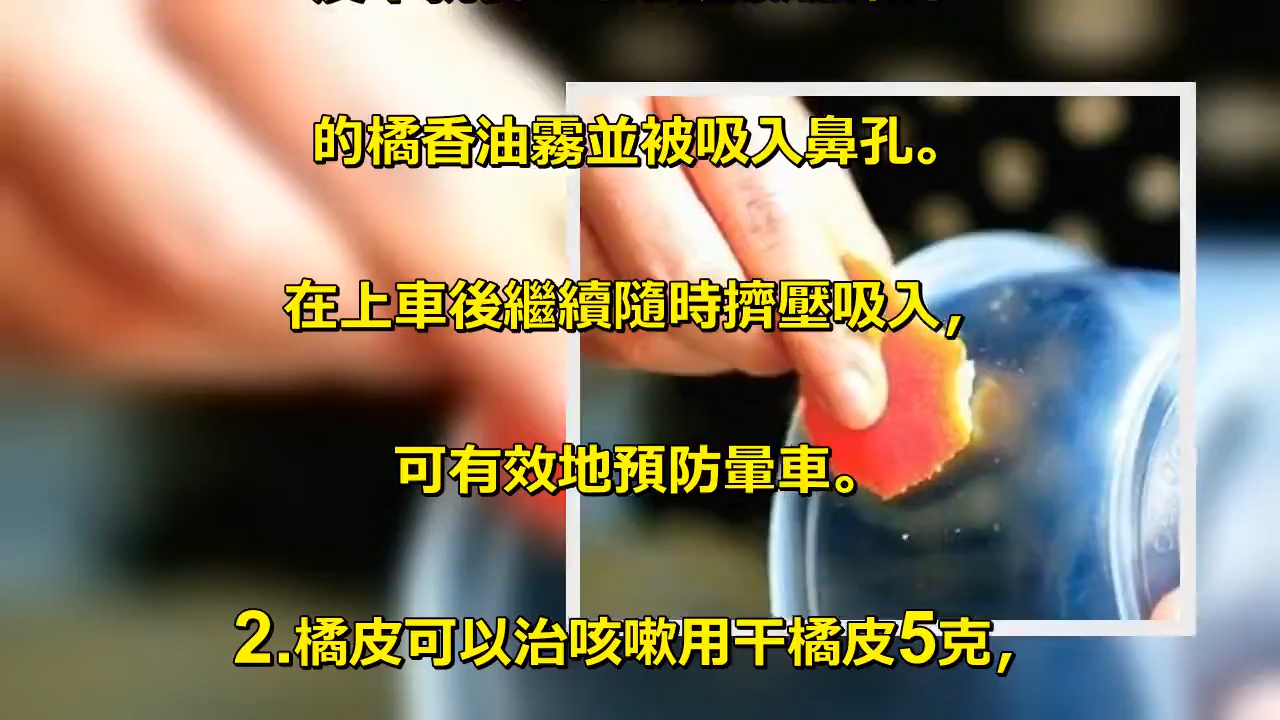 的橘香油霧並被吸入鼻孔。
在上車後繼續隨時擠壓吸入,
可有效地預防暈車。
2.橘皮可以治咳嗽用干橘皮5克,